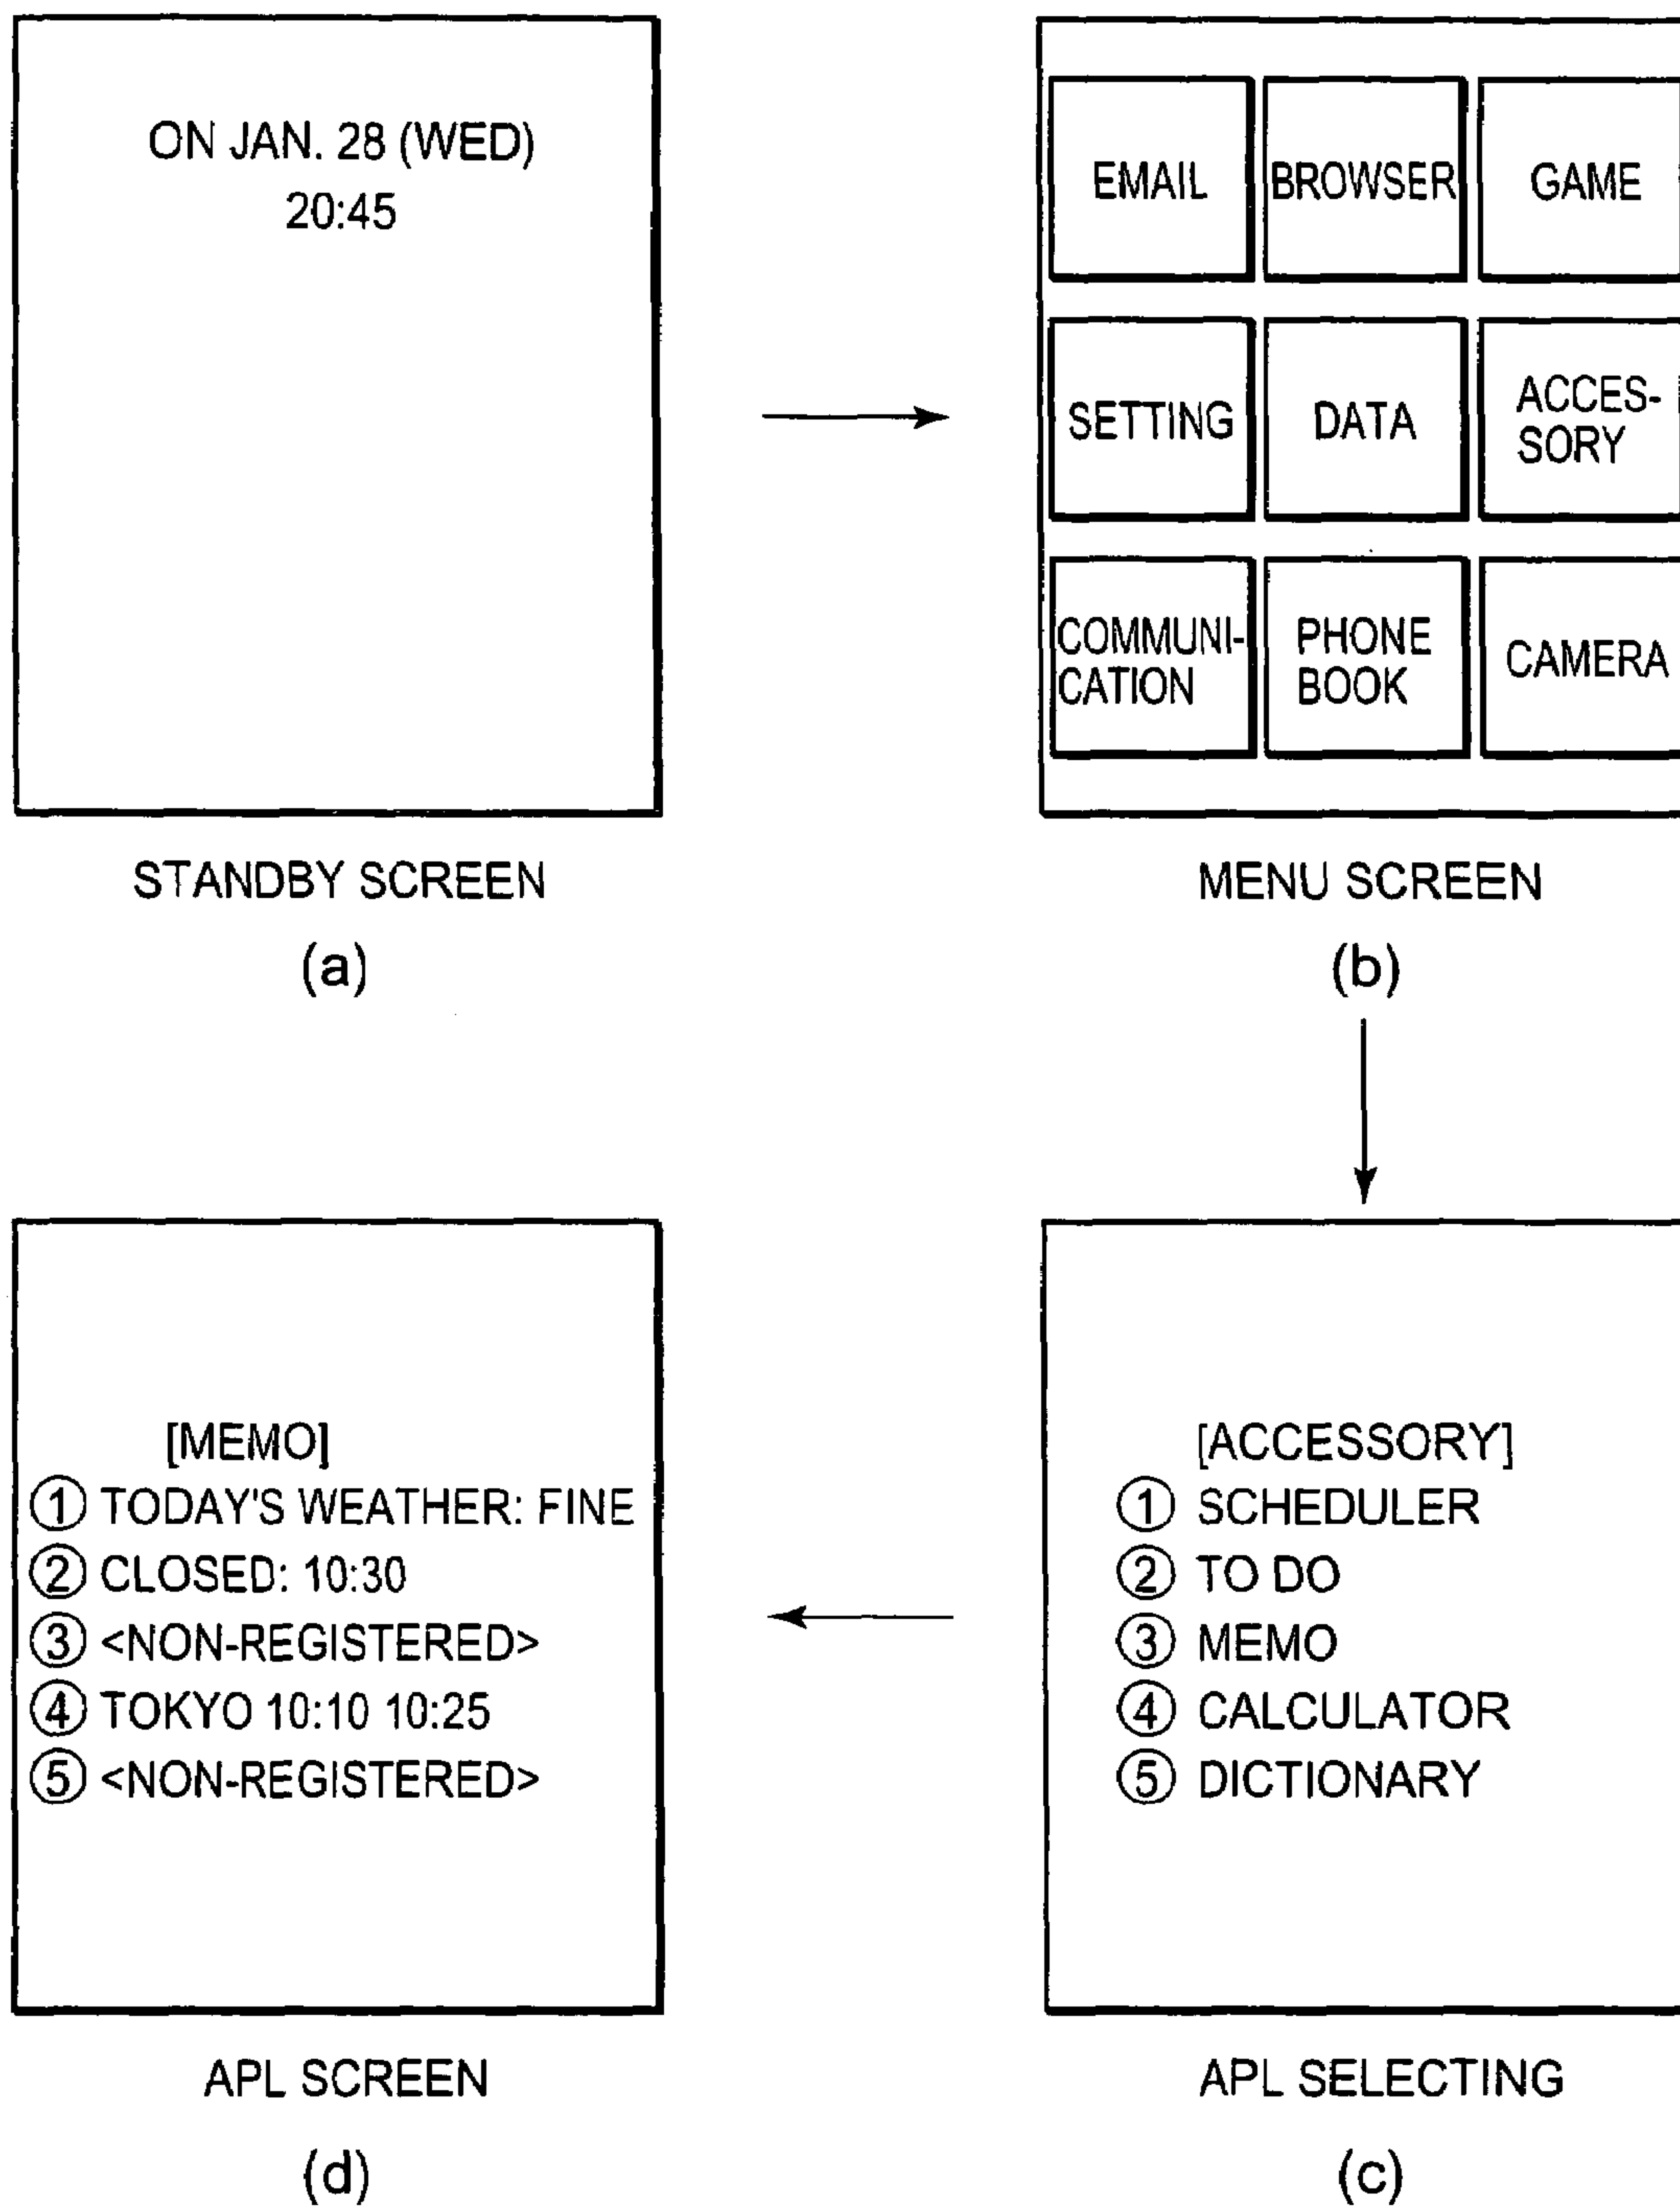 ON JAN. 28 (WED)
20:45
STANDBY SCREEN
(a)
EMAIL
BROWSER
GAME
SETTING
DATA
ACCES-
SORY
COMMUNI-
CATION
PHONE
BOOK
CAMERA
MENU SCREEN
(b)
[MEMO]
① TODAY'S WEATHER: FINE
② CLOSED: 10:30
③ <NON-REGISTERED>
④ TOKYO 10:10 10:25
⑤ <NON-REGISTERED>
APL SCREEN
(d)
[ACCESSORY]
① SCHEDULER
② TO DO
③ MEMO
④ CALCULATOR
⑤ DICTIONARY
APL SELECTING
(c)